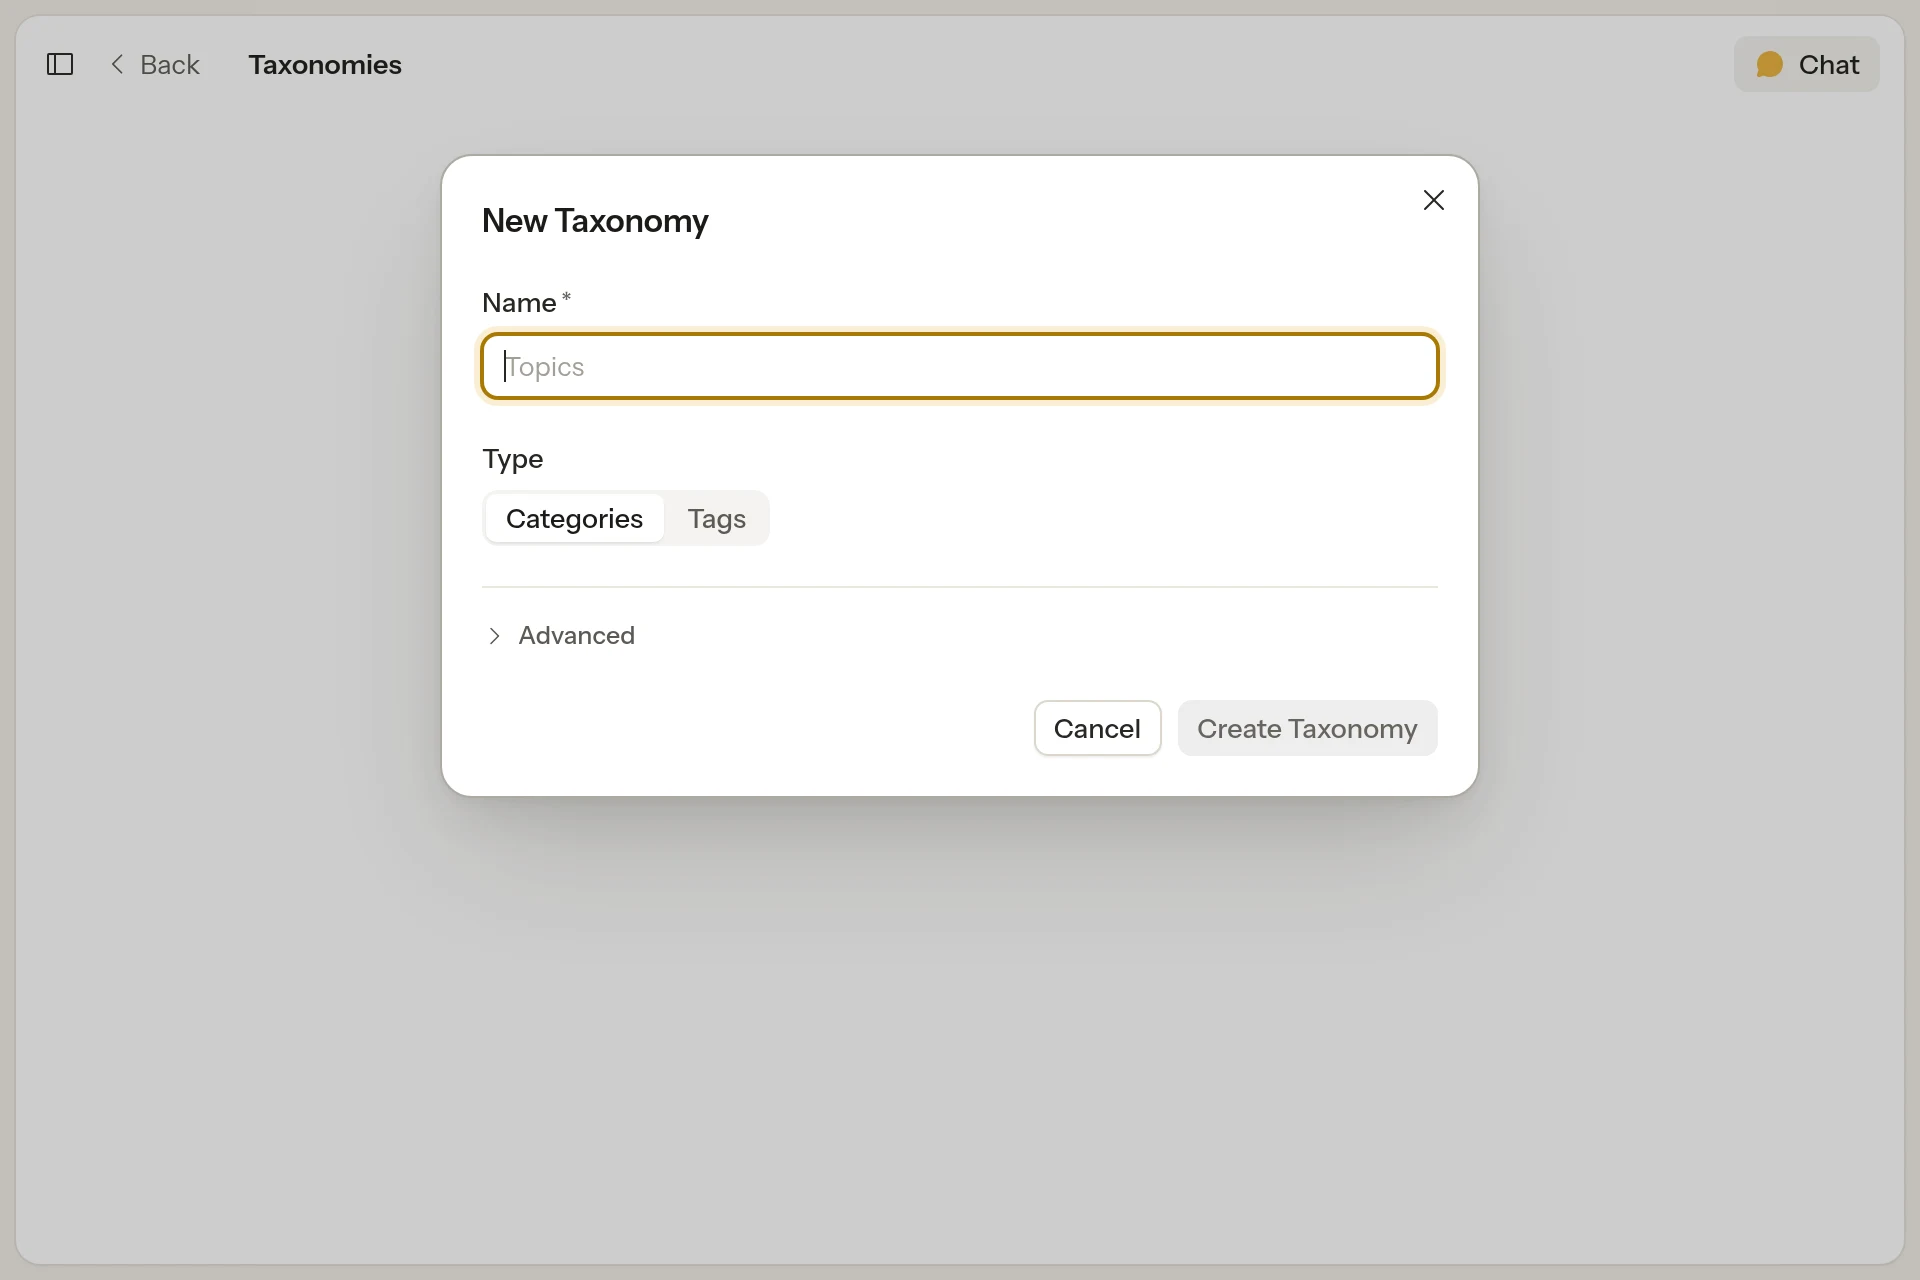 Back
Taxonomies
Chat
New Taxonomy
Name *
Topics
Type
Categories
Tags
Advanced
Cancel
Create Taxonomy